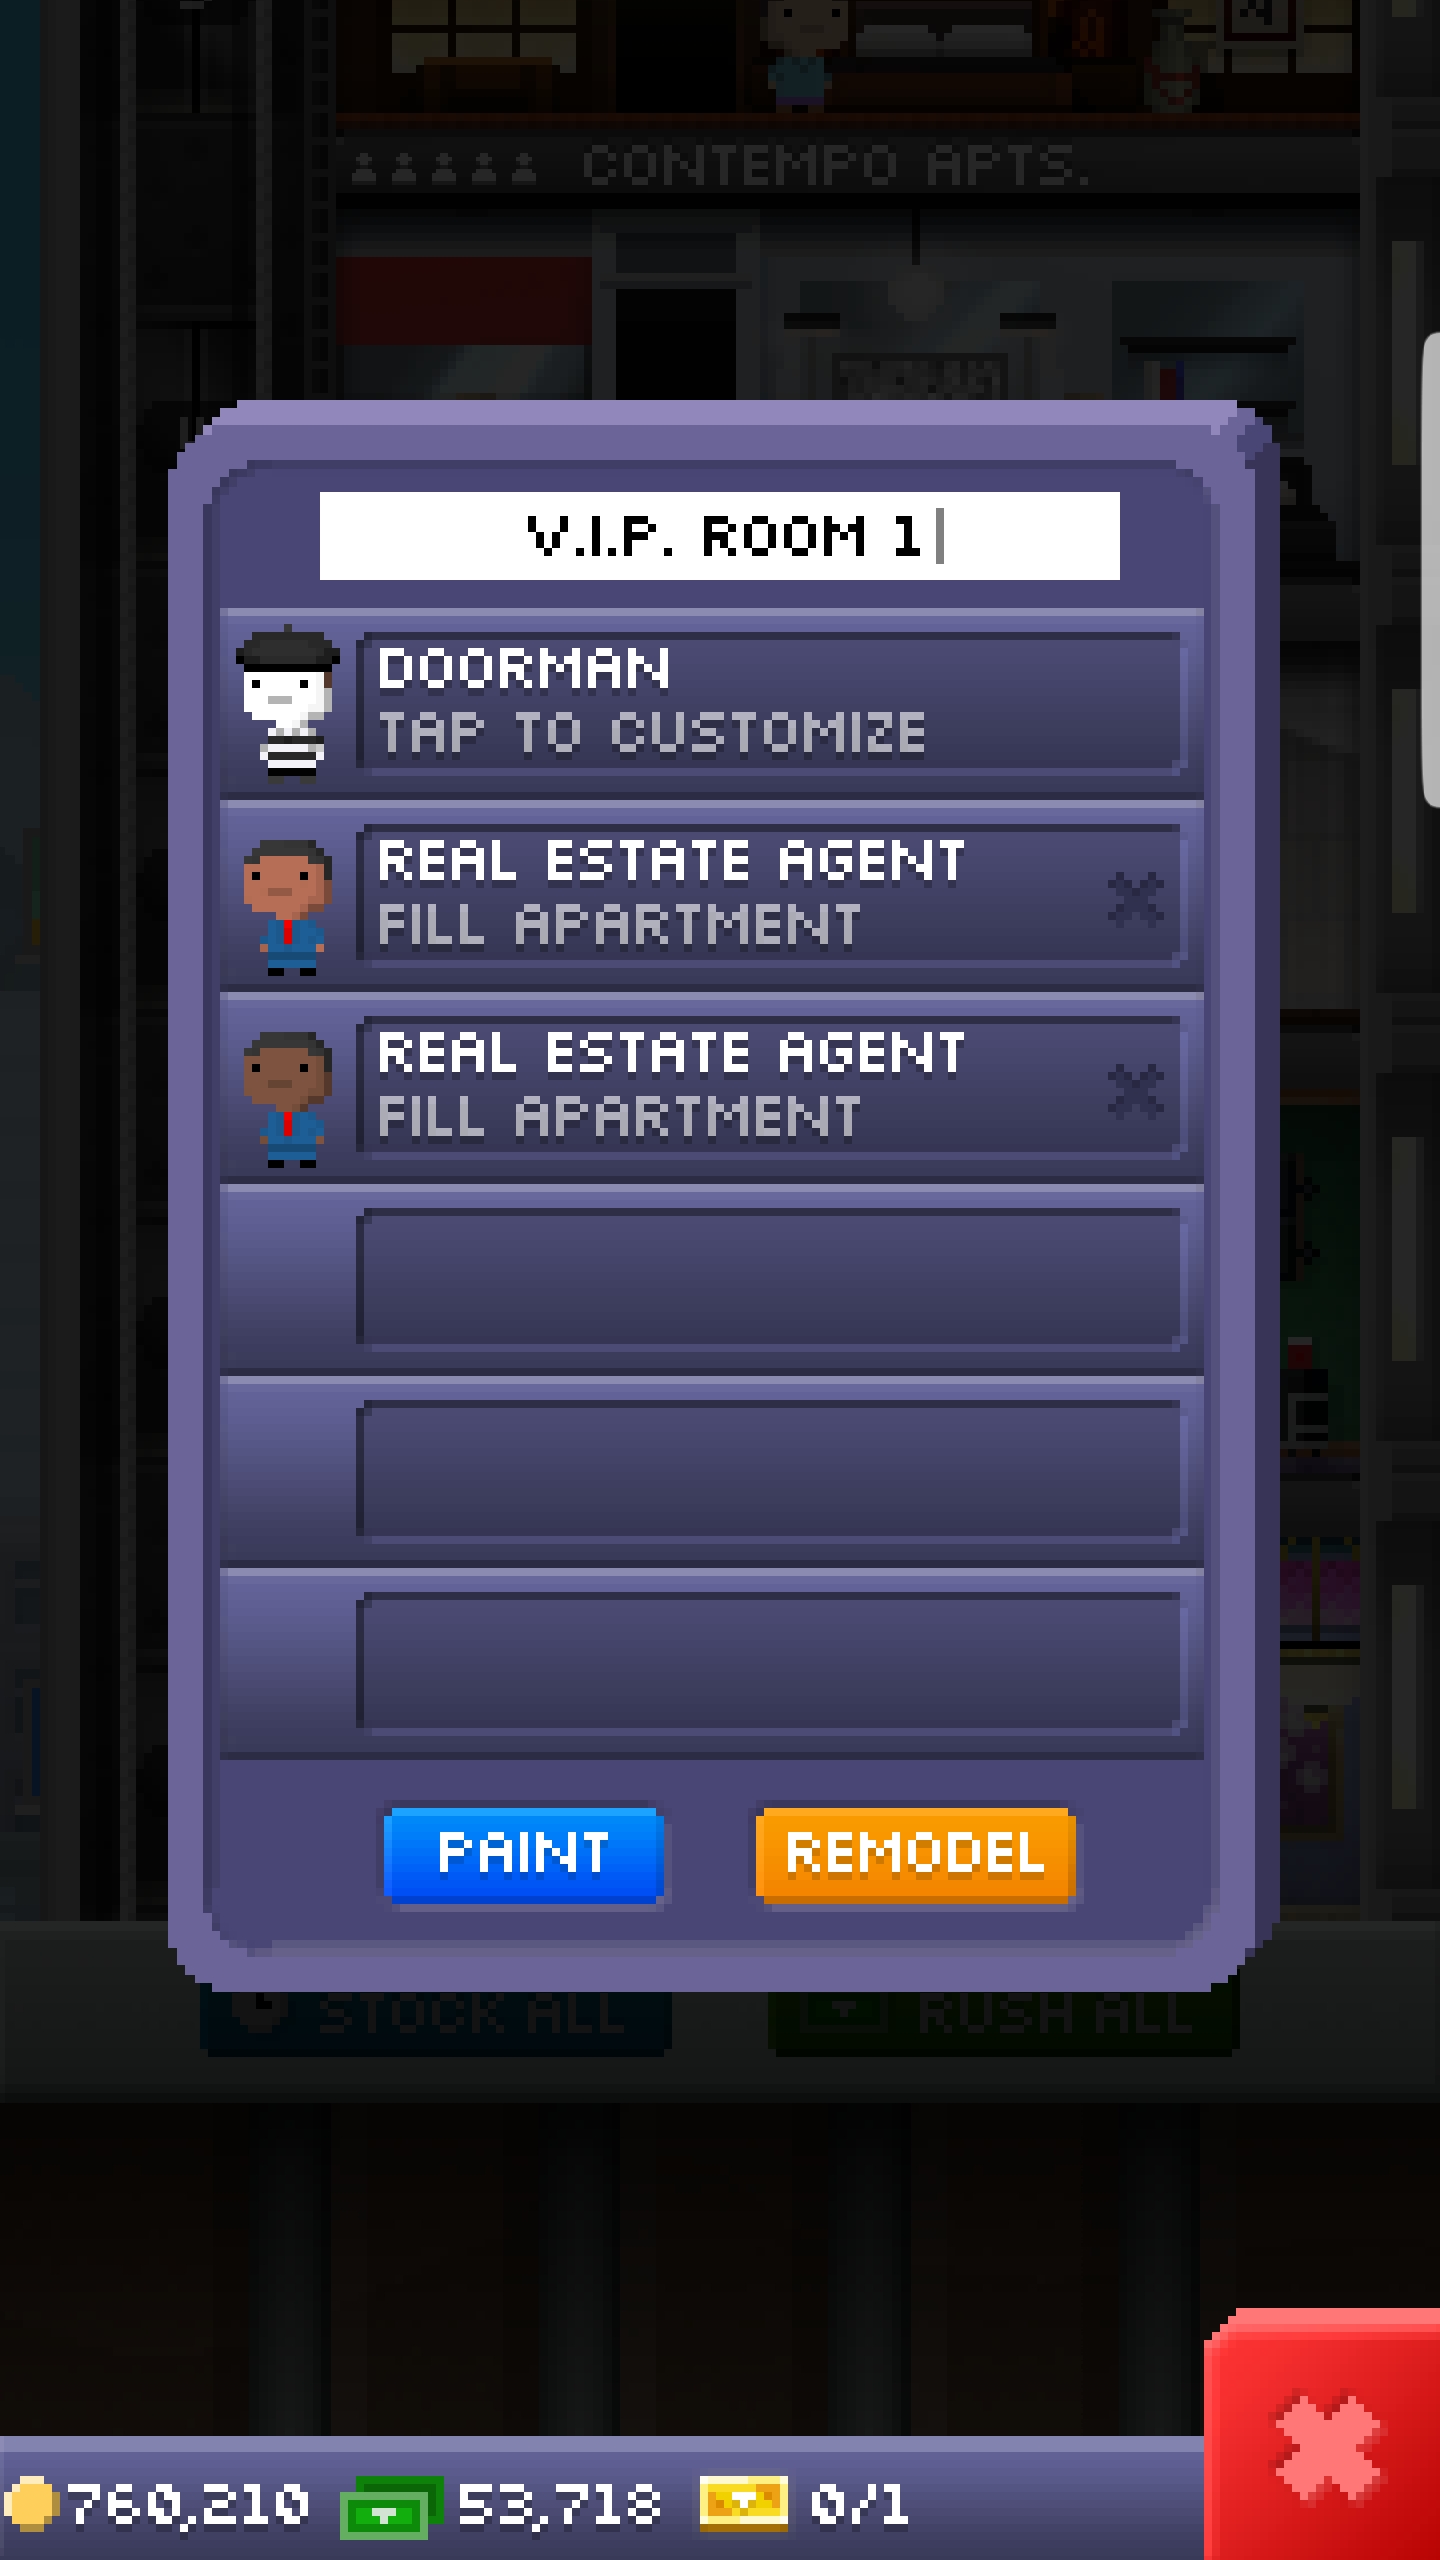 CONTEMPO APTS.
V.I.P. ROOM 1
DOORMAN
TAP TO CUSTOMIZE
REAL ESTATE AGENT
FILL APARTMENT
REAL ESTATE AGENT
FILL APARTMENT
PAINT
REMODEL
STOCK ALL
RUSH ALL
760,210
53,718
0/1